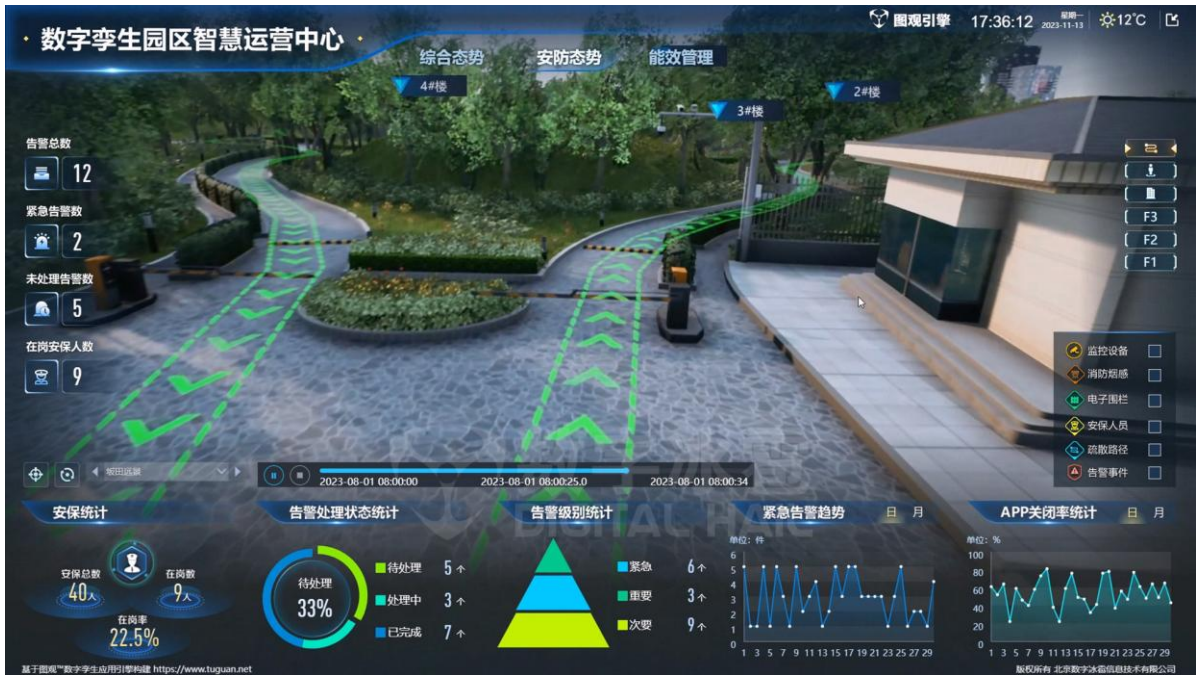 数字孪生园区智慧运营中心
图观引擎
17:36:12
星期一
2023-11-13
12℃
综合态势
安防态势
能效管理
4#楼
3#楼
2#楼
告警总数
12
紧急告警数
2
未处理告警数
5
在岗安保人数
9
F3
F2
F1
监控设备
消防烟感
电子围栏
安保人员
疏散路径
告警事件
2023-08-01 08:00:00
2023-08-01 08:00:25.0
2023-08-01 08:00:34
DIGITAL HAIL
安保统计
安保总数
40人
在岗数
9人
在岗率
22.5%
告警处理状态统计
待处理
33%
待处理 5个
处理中 3个
已完成 7个
告警级别统计
紧急 6个
重要 3个
次要 9个
紧急告警趋势
日 月
单位：件
6
5
4
3
2
1
0
1 3 5 7 9 11 13 15 17 19 21 23 25 27 29
APP关闭率统计
日 月
单位：%
100
80
60
40
20
0
1 3 5 7 9 11 13 15 17 19 21 23 25 27 29
基于图观™数字孪生应用引擎构建 https://www.tuguan.net
版权所有 北京数字冰雹信息技术有限公司